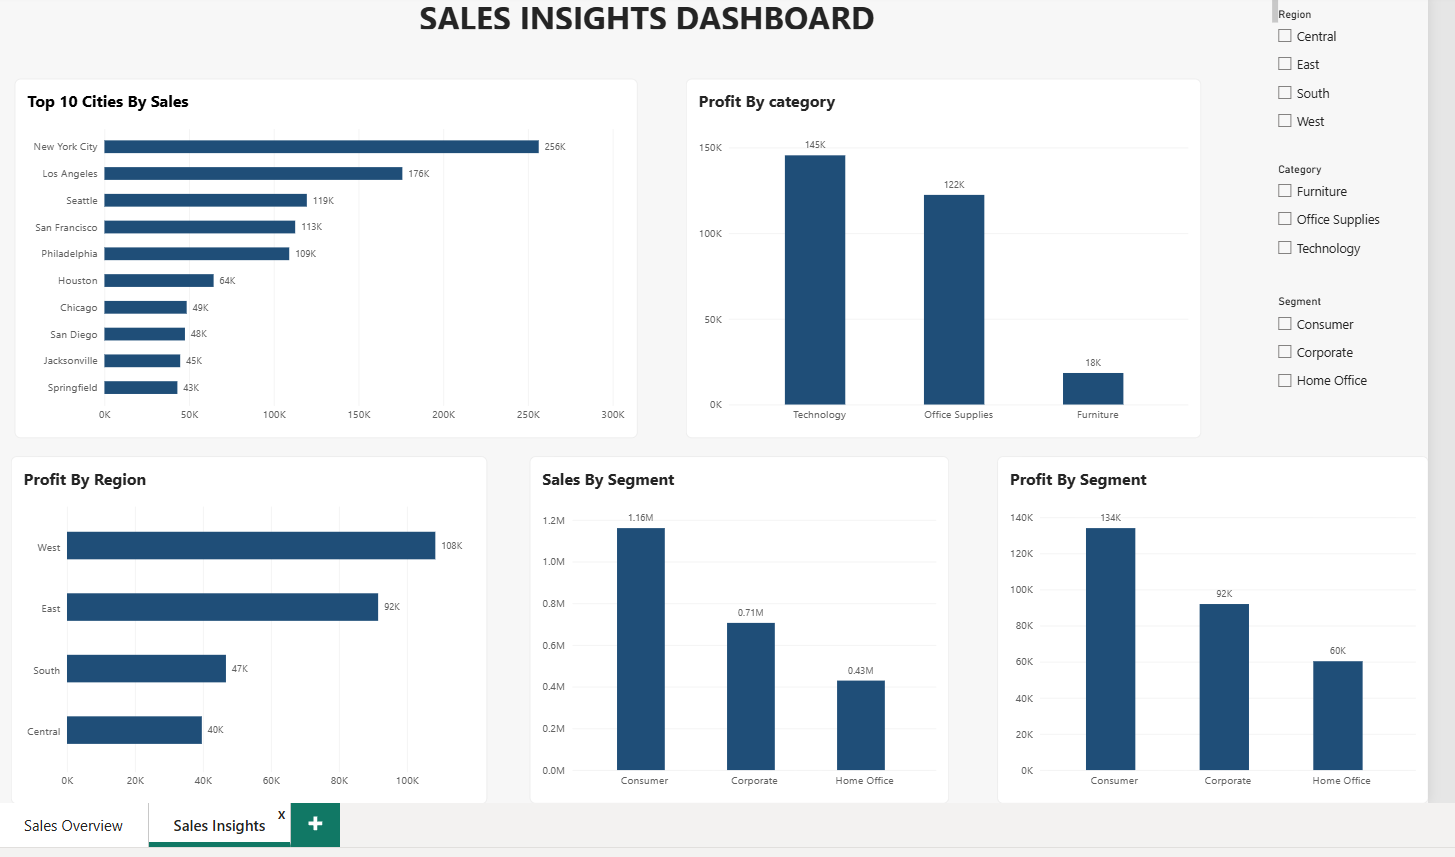 SALES INSIGHTS DASHBOARD
Region
Central
East
South
West
Category
Furniture
Office Supplies
Technology
Segment
Consumer
Corporate
Home Office
Top 10 Cities By Sales
New York City 256K
Los Angeles 176K
Seattle 119K
San Francisco 113K
Philadelphia 109K
Houston 64K
Chicago 49K
San Diego 48K
Jacksonville 45K
Springfield 43K
0K 50K 100K 150K 200K 250K 300K
Profit By category
150K
100K
50K
0K
145K
122K
18K
Technology Office Supplies Furniture
Profit By Region
West 108K
East 92K
South 47K
Central 40K
0K 20K 40K 60K 80K 100K
Sales By Segment
1.2M
1.0M
0.8M
0.6M
0.4M
0.2M
0.0M
1.16M
0.71M
0.43M
Consumer Corporate Home Office
Profit By Segment
140K
120K
100K
80K
60K
40K
20K
0K
134K
92K
60K
Consumer Corporate Home Office
Sales Overview Sales Insights x +